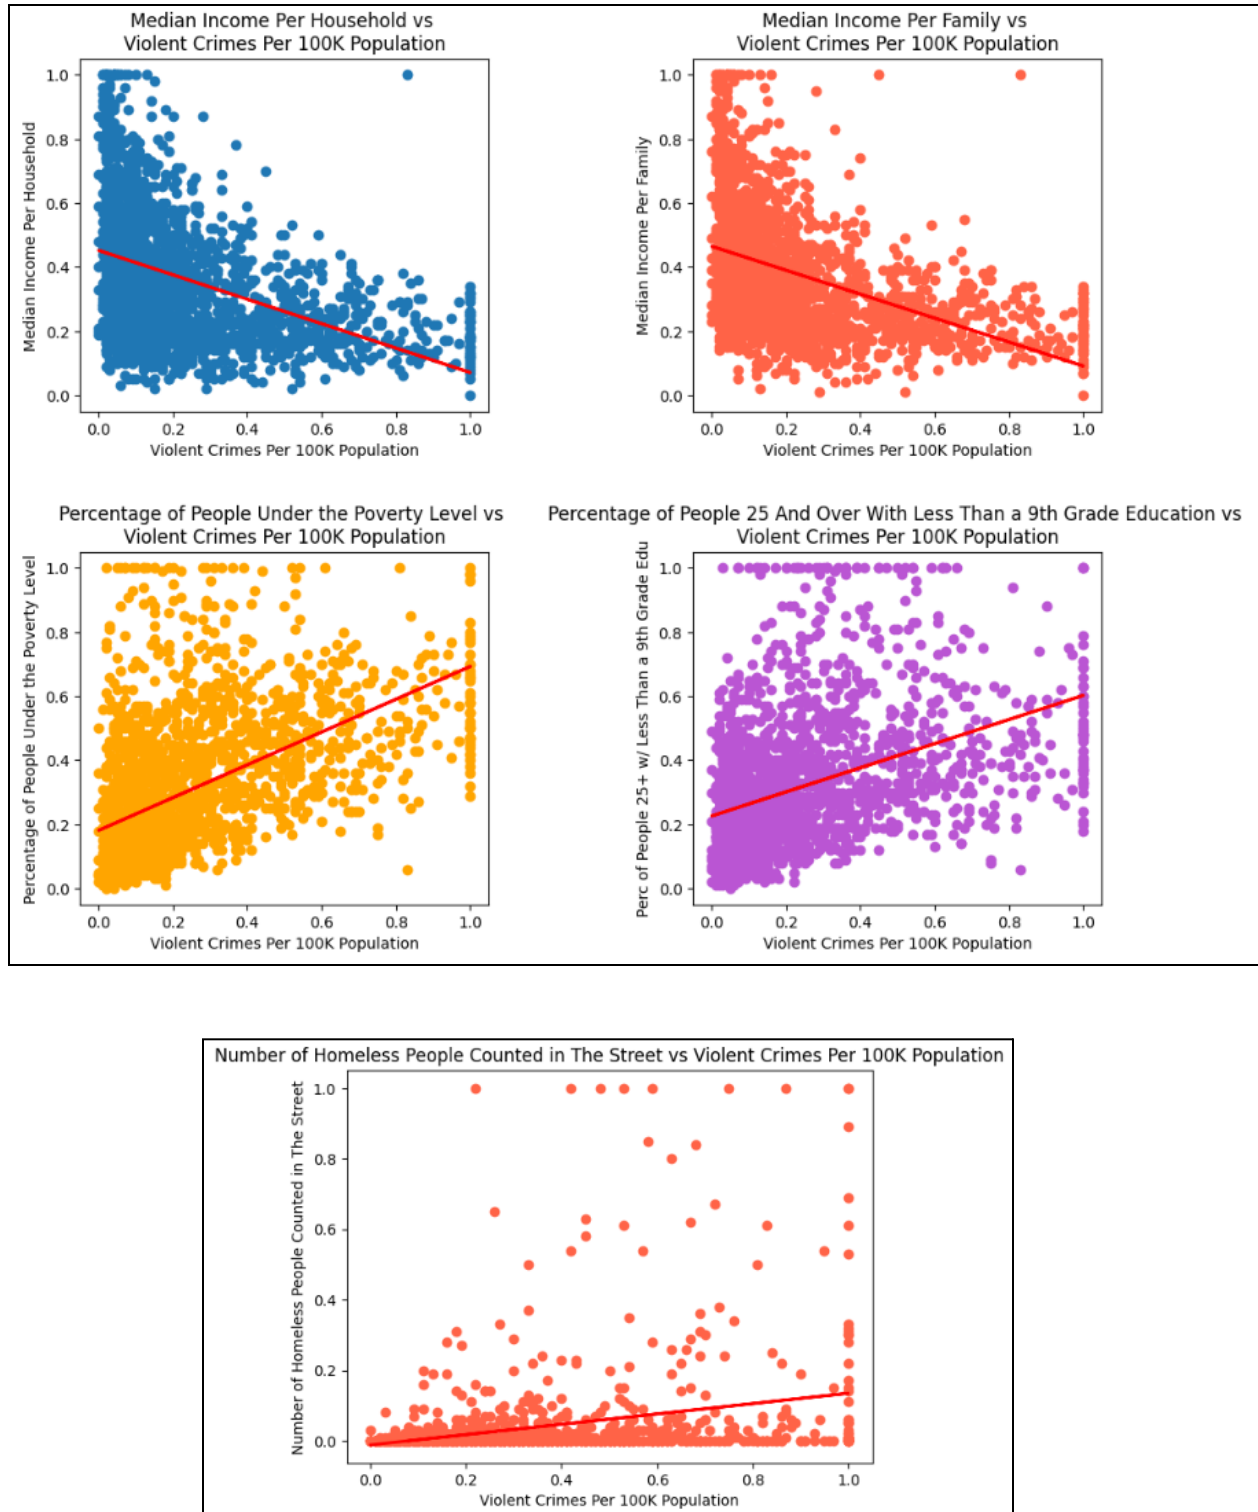 Median Income Per Household vs
Violent Crimes Per 100K Population
Median Income Per Household
1.0
0.8
0.6
0.4
0.2
0.0
0.0 0.2 0.4 0.6 0.8 1.0
Violent Crimes Per 100K Population
Median Income Per Family vs
Violent Crimes Per 100K Population
Median Income Per Family
1.0
0.8
0.6
0.4
0.2
0.0
0.0 0.2 0.4 0.6 0.8 1.0
Violent Crimes Per 100K Population
Percentage of People Under the Poverty Level vs
Violent Crimes Per 100K Population
Percentage of People Under the Poverty Level
1.0
0.8
0.6
0.4
0.2
0.0
0.0 0.2 0.4 0.6 0.8 1.0
Violent Crimes Per 100K Population
Percentage of People 25 And Over With Less Than a 9th Grade Education vs
Violent Crimes Per 100K Population
Perc of People 25+ w/ Less Than a 9th Grade Edu
1.0
0.8
0.6
0.4
0.2
0.0
0.0 0.2 0.4 0.6 0.8 1.0
Violent Crimes Per 100K Population
Number of Homeless People Counted in The Street vs Violent Crimes Per 100K Population
Number of Homeless People Counted in The Street
1.0
0.8
0.6
0.4
0.2
0.0
0.0 0.2 0.4 0.6 0.8 1.0
Violent Crimes Per 100K Population